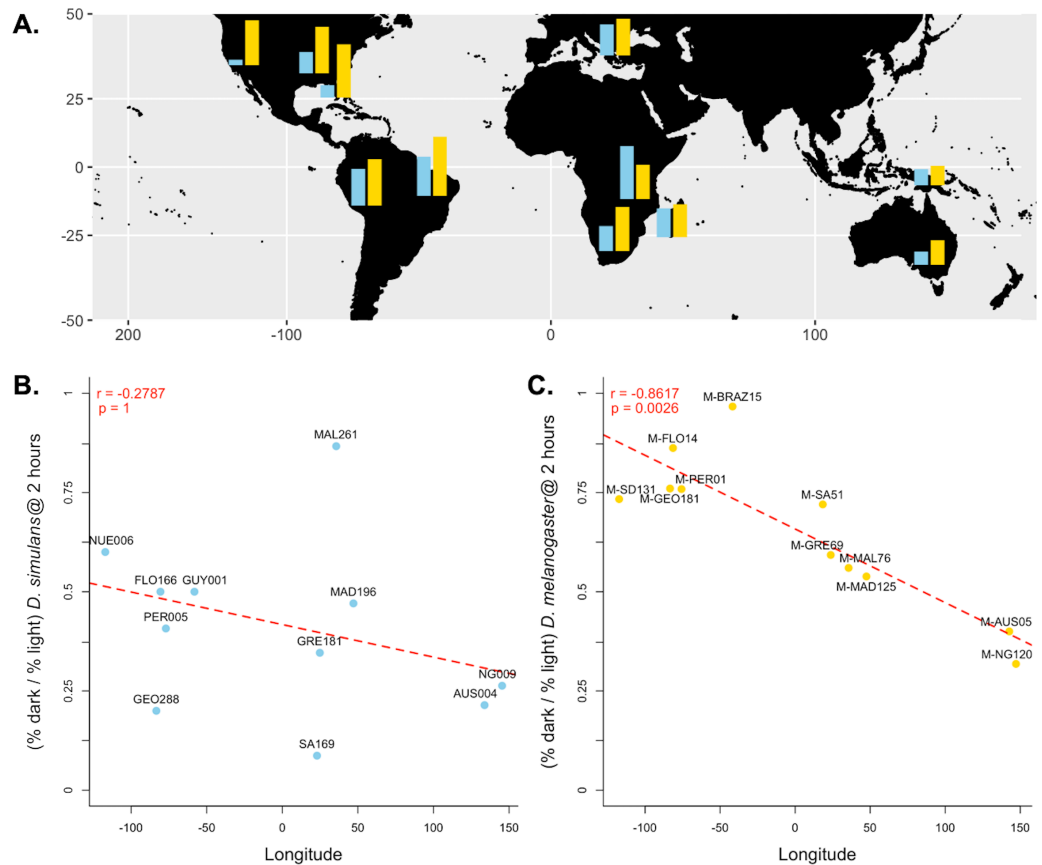 A.
50
25
0
-25
-50
200
-100
0
100
B.
r = -0.2787
p = 1
(% dark / % light) D. simulans@ 2 hours
1
0.75
0.5
0.25
0
MAL261
NUE006
FLO166
GUY001
MAD196
PER005
GRE181
NG009
AUS004
GEO288
SA169
-100
-50
0
50
100
150
Longitude
C.
r = -0.8617
p = 0.0026
(% dark / % light) D. melanogaster@ 2 hours
1
0.75
0.5
0.25
0
M-BRAZ15
M-FLO14
M-PER01
M-SD131
M-GEO181
M-SA51
M-GRE69
M-MAL76
M-MAD125
M-AUS05
M-NG120
-100
-50
0
50
100
150
Longitude